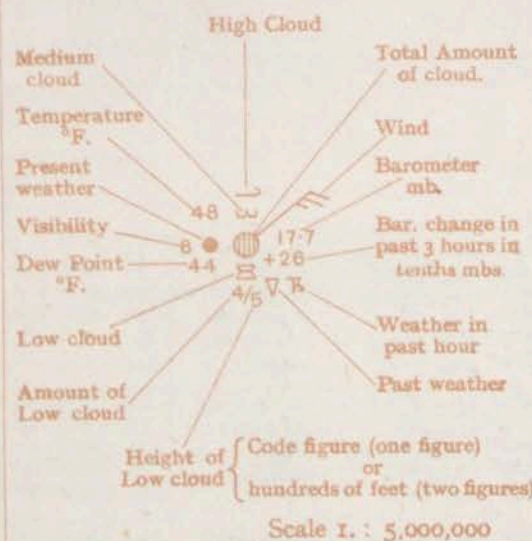 High Cloud
Medium
cloud
Total Amount
of cloud.
Temperature
°F.
Wind
Present
weather
Barometer
mb.
48
Visibility
6
17·7
Bar. change in
past 3 hours in
tenths mbs.
Dew Point
°F.
44
+26
4/5
Low cloud
Weather in
past hour
Amount of
Low cloud
Past weather
Height of
Low cloud
Code figure (one figure)
or
hundreds of feet (two figures)
Scale 1. : 5,000,000